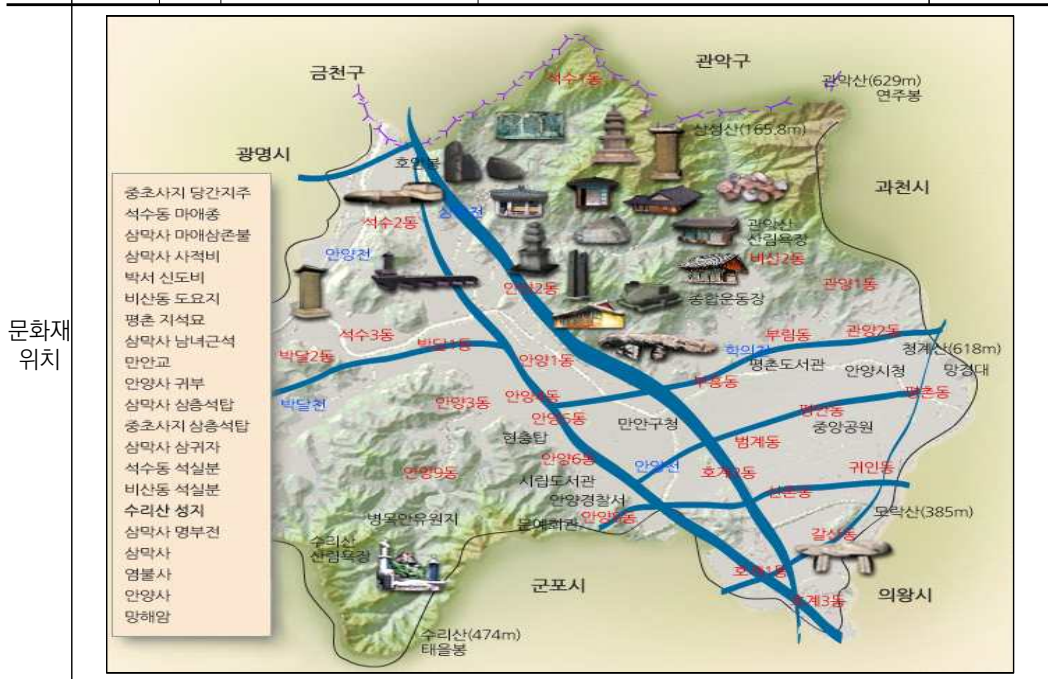 문화재
위치
중초사지 당간지주
석수동 마애종
삼막사 마애삼존불
삼막사 사적비
박서 신도비
비산동 도요지
평촌 지석묘
삼막사 남녀근석
만안교
안양사 귀부
삼막사 삼층석탑
중초사지 삼층석탑
삼막사 삼귀자
석수동 석실분
비산동 석실분
수리산 성지
삼막사 명부전
삼막사
염불사
안양사
망해암
금천구
관악구
석수1동
관악산(629m)
연주봉
삼성산(165.8m)
광명시
과천시
석수2동
안양천
관악산
산림욕장
비산2동
관양1동
안양2동
종합운동장
석수3동
박달2동
박달1동
부림동
관양2동
학의천
평촌도서관
청계산(618m)
망경대
안양시청
안양1동
부흥동
박달천
안양3동
안양4동
안양5동
만안구청
평안동
평촌동
중앙공원
현충탑
범계동
안양6동
안양천
안양9동
시립도서관
호계2동
귀인동
안양경찰서
신촌동
병목안유원지
문예회관
안양8동
모락산(385m)
수리산
산림욕장
갈산동
호계1동
군포시
의왕시
호계3동
수리산(474m)
태을봉